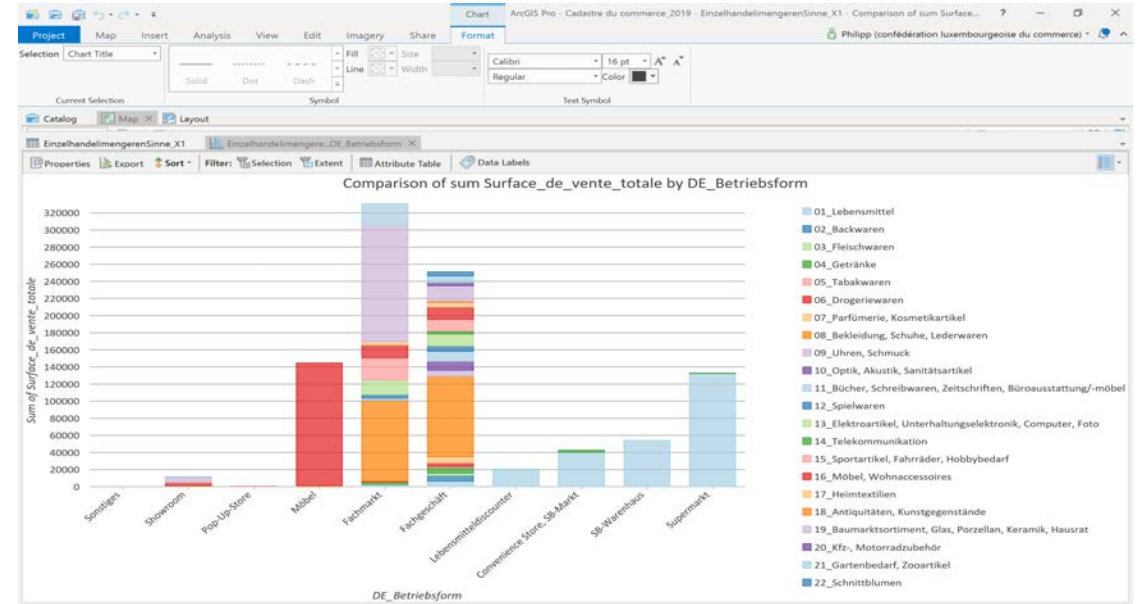 Chart
ArcGIS Pro - Cadastre du commerce_2019 - EinzelhandelimengerenSinne_X1 - Comparison of sum Surface...
?
Project Map Insert Analysis View Edit Imagery Share Format
Philipp (confédération luxembourgeoise du commerce)
Selection Chart Title
Solid Dot Dash
Fill Size
Line Width
Calibri 16 pt
Regular Color
Current Selection Symbol Text Symbol
Catalog Map Layout
EinzelhandelimengerenSinne_X1 Einzelhandelimengere...DE_Betriebsform
Properties Export Sort Filter: Selection Extent Attribute Table Data Labels
Comparison of sum Surface_de_vente_totale by DE_Betriebsform
Sum of Surface_de_vente_totale
320000
300000
280000
260000
240000
220000
200000
180000
160000
140000
120000
100000
80000
60000
40000
20000
0
Sonstiges
Showroom
Pop-Up-Store
Möbel
Fachmarkt
Fachgeschäft
Lebensmitteldiscounter
Convenience Store, SB-Markt
SB-Warenhaus
Supermarkt
DE_Betriebsform
01_Lebensmittel
02_Backwaren
03_Fleischwaren
04_Getränke
05_Tabakwaren
06_Drogeriewaren
07_Parfümerie, Kosmetikartikel
08_Bekleidung, Schuhe, Lederwaren
09_Uhren, Schmuck
10_Optik, Akustik, Sanitätsartikel
11_Bücher, Schreibwaren, Zeitschriften, Büroausstattung/-möbel
12_Spielwaren
13_Elektroartikel, Unterhaltungselektronik, Computer, Foto
14_Telekommunikation
15_Sportartikel, Fahrräder, Hobbybedarf
16_Möbel, Wohnaccessoires
17_Heimtextilien
18_Antiquitäten, Kunstgegenstände
19_Baumarktsortiment, Glas, Porzellan, Keramik, Hausrat
20_Kfz-, Motorradzubehör
21_Gartenbedarf, Zooartikel
22_Schnittblumen